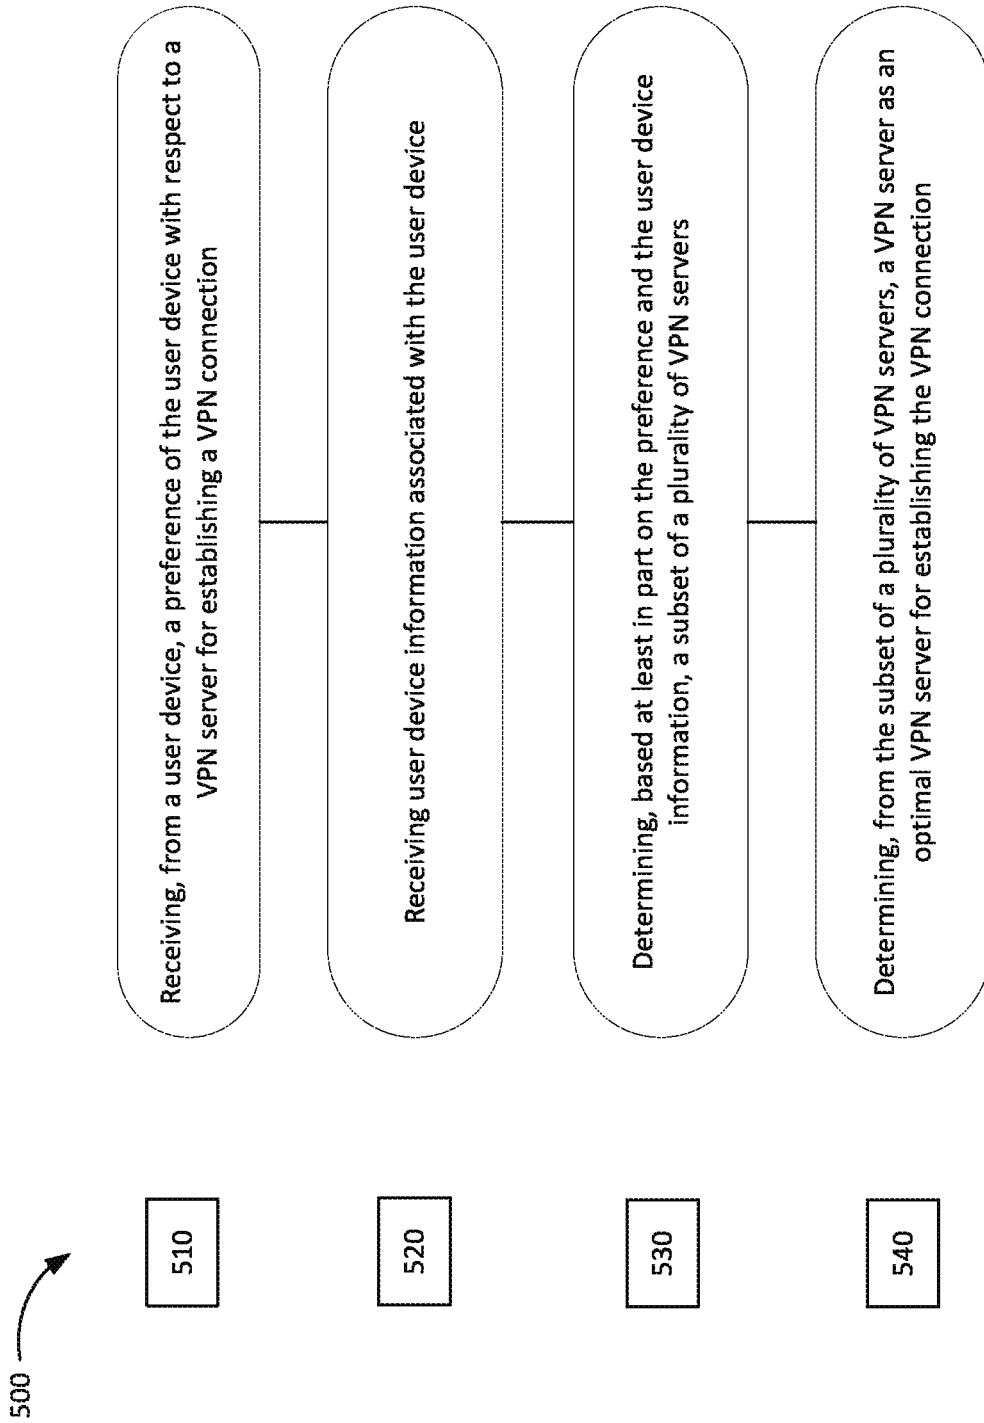 500
510
Receiving, from a user device, a preference of the user device with respect to a
VPN server for establishing a VPN connection
520
Receiving user device information associated with the user device
530
Determining, based at least in part on the preference and the user device
information, a subset of a plurality of VPN servers
540
Determining, from the subset of a plurality of VPN servers, a VPN server as an
optimal VPN server for establishing the VPN connection